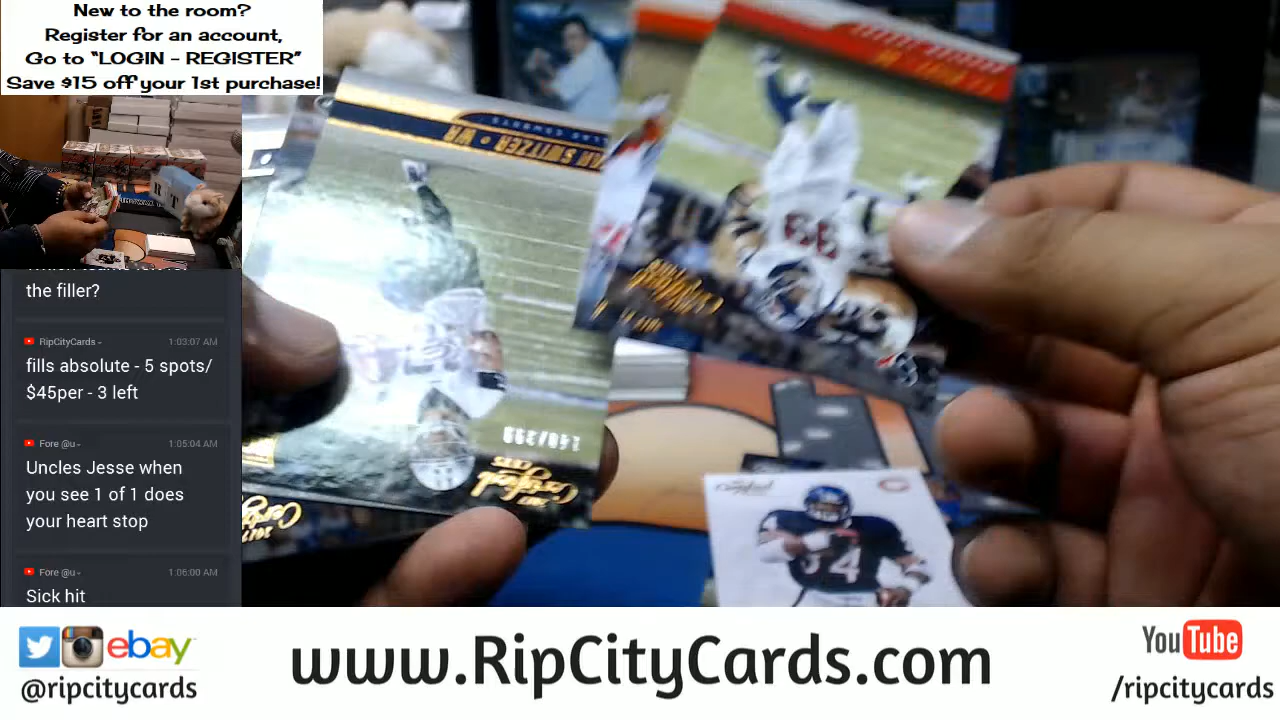 New to the room?
Register for an account,
Go to “LOGIN - REGISTER”
Save $15 off your 1st purchase!
the filler?
RipCityCards - 1:03:07 AM
fills absolute - 5 spots/
$45per - 3 left
Fore @u - 1:05:04 AM
Uncles Jesse when
you see 1 of 1 does
your heart stop
Fore @u - 1:06:00 AM
Sick hit
SWITZER • WR
Certified
34
@ripcitycards
ebay
www.RipCityCards.com
YouTube
/ripcitycards